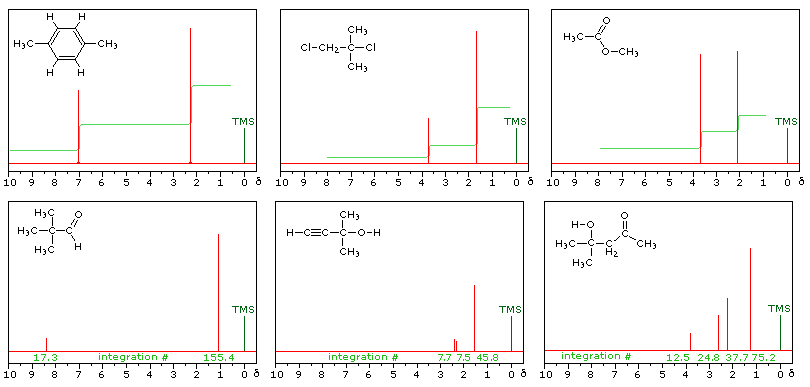 H H
H₃C CH₃
H H
TMS
10 9 8 7 6 5 4 3 2 1 0 δ
CH₃
Cl—CH₂ Cl
CH₃
TMS
10 9 8 7 6 5 4 3 2 1 0 δ
O
H₃C
O—CH₃
TMS
10 9 8 7 6 5 4 3 2 1 0 δ
H₃C O
H₃C C C
H₃C H
TMS
17.3 integration # 155.4
10 9 8 7 6 5 4 3 2 1 0 δ
CH₃
H C O—H
CH₃
TMS
7.7 7.5 45.8
integration #
10 9 8 7 6 5 4 3 2 1 0 δ
H
O O
H₃C C C CH₃
H₃C H₂
TMS
integration # 12.5 24.8 37.7 75.2
10 9 8 7 6 5 4 3 2 1 0 δ